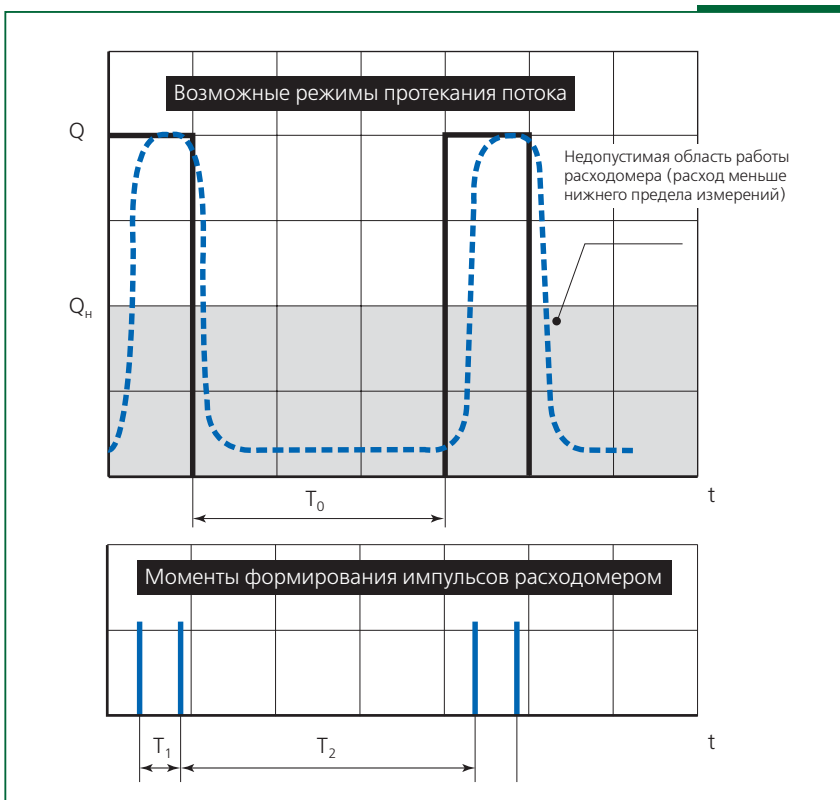 Возможные режимы протекания потока
Q
Недопустимая область работы
расходомера (расход меньше
нижнего предела измерений)
Qн
T0
t
Моменты формирования импульсов расходомером
T1
T2
t